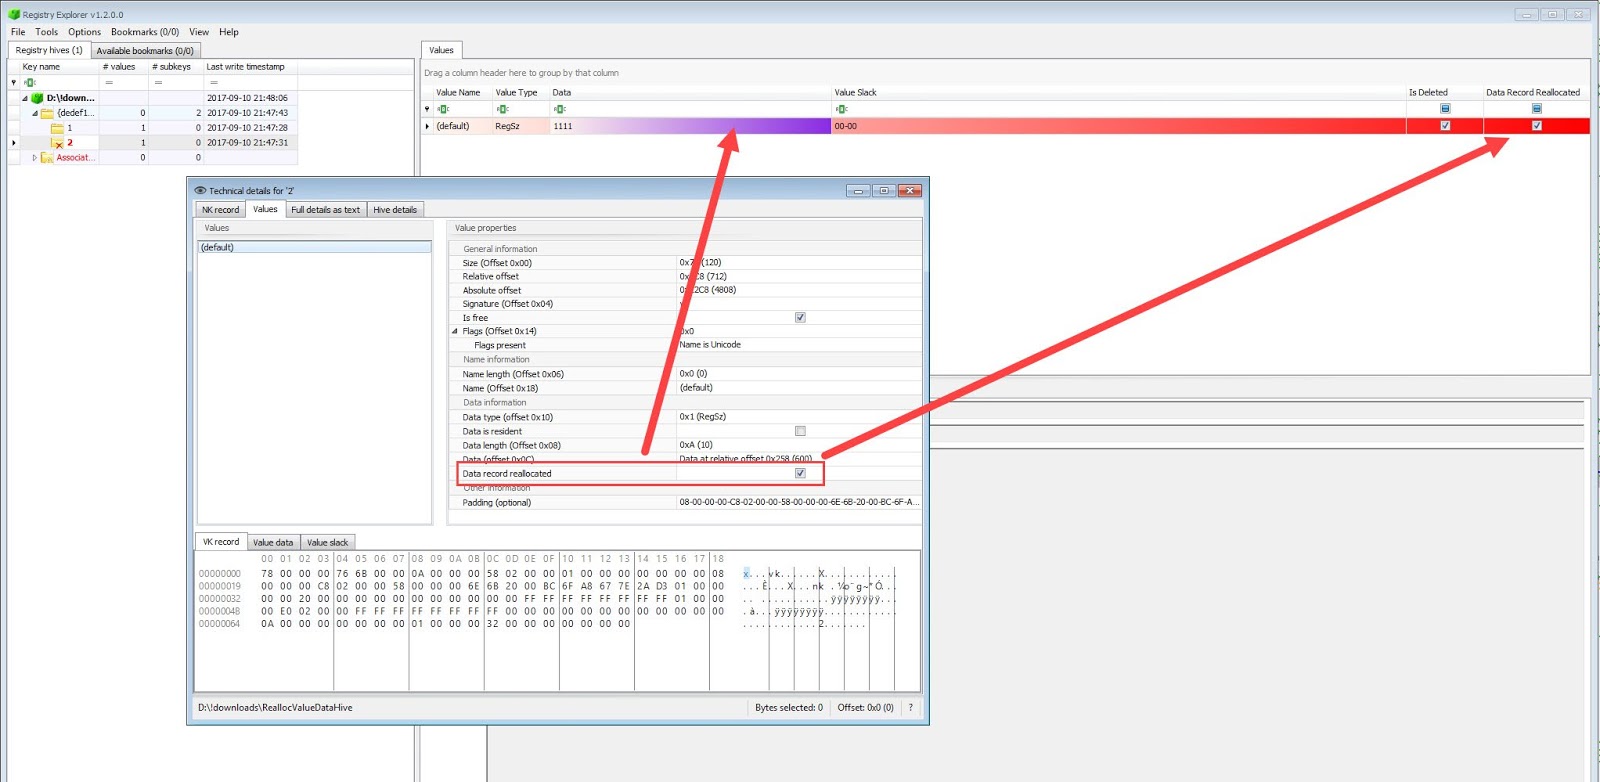 Registry Explorer v1.2.0.0
File Tools Options Bookmarks (0/0) View Help
Registry hives (1) Available bookmarks (0/0)
Key name # values # subkeys Last write timestamp
= = =
D:\!down... 2017-09-10 21:48:06
{dedef1... 0 2 2017-09-10 21:47:43
1 1 0 2017-09-10 21:47:28
2 1 0 2017-09-10 21:47:31
Associat... 0 0
Values
Drag a column header here to group by that column
Value Name Value Type Data Value Slack Is Deleted Data Record Reallocated
(default) RegSz 1111 00-00
Technical details for '2'
NK record Values Full details as text Hive details
Values
(default)
Value properties
General information
Size (Offset 0x00) (120)
Relative offset (712)
Absolute offset (4808)
Signature (Offset 0x04)
Is free
Flags (Offset 0x14) 0x0
Flags present Name is Unicode
Name information
Name length (Offset 0x06) 0x0 (0)
Name (Offset 0x18) (default)
Data information
Data type (offset 0x10) 0x1 (RegSz)
Data is resident
Data length (Offset 0x08) 0xA (10)
Data (offset 0x0C) Data at relative offset 0x258 (600)
Data record reallocated
Other information
Padding (optional) 08-00-00-00-C8-02-00-00-58-00-00-00-6E-6B-20-00-BC-6F-A...
VK record Value data Value slack
00 01 02 03 04 05 06 07 08 09 0A 0B 0C 0D 0E 0F 10 11 12 13 14 15 16 17 18
00000000 78 00 00 00 76 6B 00 00 0A 00 00 00 58 02 00 00 01 00 00 00 00 00 00 00 08 x...vk......X............
00000019 00 00 00 C8 02 00 00 58 00 00 00 6E 6B 20 00 BC 6F A8 67 7E 2A D3 01 00 00 ...È...X...nk .¼o¨g~*Ó...
00000032 00 00 20 00 00 00 00 00 00 00 00 00 00 00 FF FF FF FF FF FF FF FF 01 00 00
00000048 00 E0 02 00 00 FF FF FF FF FF FF FF FF 00 00 00 00 00 00 00 00 00 00 00 00 .à...ÿÿÿÿÿÿÿÿ............
00000064 0A 00 00 00 00 00 01 00 00 00 32 00 00 00 00 00 00 00 00 00
D:\!downloads\ReallocValueDataHive Bytes selected: 0 Offset: 0x0 (0) ?